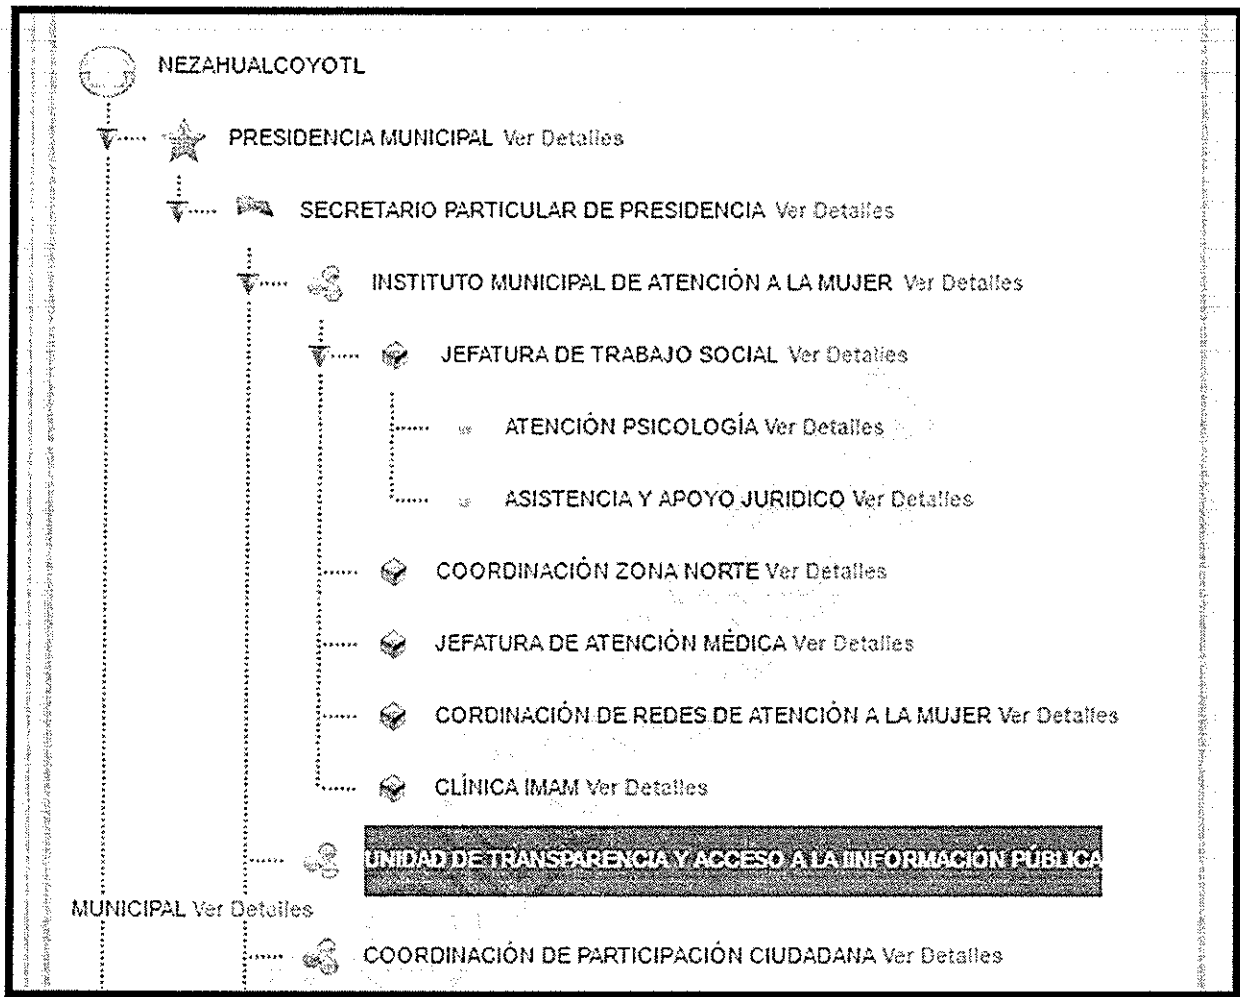 NEZAHUALCOYOTL
PRESIDENCIA MUNICIPAL Ver Detalles
SECRETARIO PARTICULAR DE PRESIDENCIA Ver Detalles
INSTITUTO MUNICIPAL DE ATENCIÓN A LA MUJER Ver Detalles
JEFATURA DE TRABAJO SOCIAL Ver Detalles
ATENCIÓN PSICOLOGÍA Ver Detalles
ASISTENCIA Y APOYO JURIDICO Ver Detalles
COORDINACIÓN ZONA NORTE Ver Detalles
JEFATURA DE ATENCIÓN MÉDICA Ver Detalles
CORDINACIÓN DE REDES DE ATENCIÓN A LA MUJER Ver Detalles
CLÍNICA IMAM Ver Detalles
UNIDAD DE TRANSPARENCIA Y ACCESO A LA IINFORMACIÓN PÚBLICA
MUNICIPAL Ver Detalles
COORDINACIÓN DE PARTICIPACIÓN CIUDADANA Ver Detalles